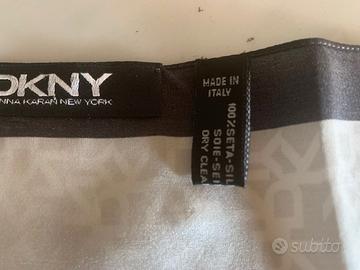 DKNY
NNA KARAN NEW YORK
MADE IN
ITALY
100%SETA-SIL
SOIE-SEI
DRY CLEA
subito